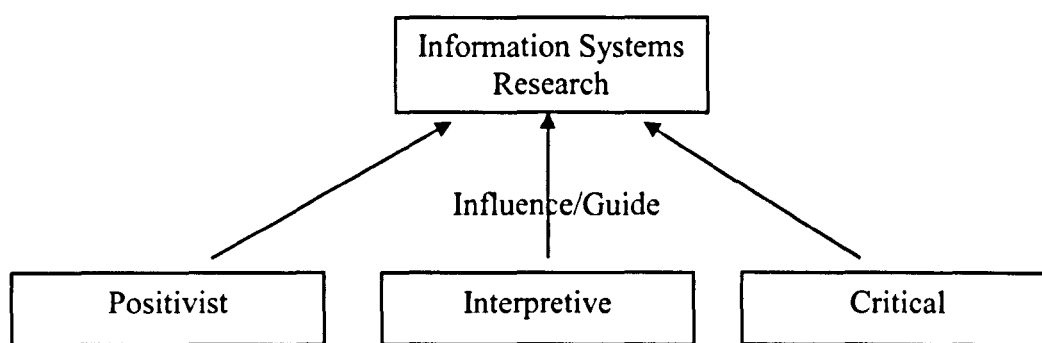 Information Systems
Research
Influence/Guide
Positivist
Interpretive
Critical